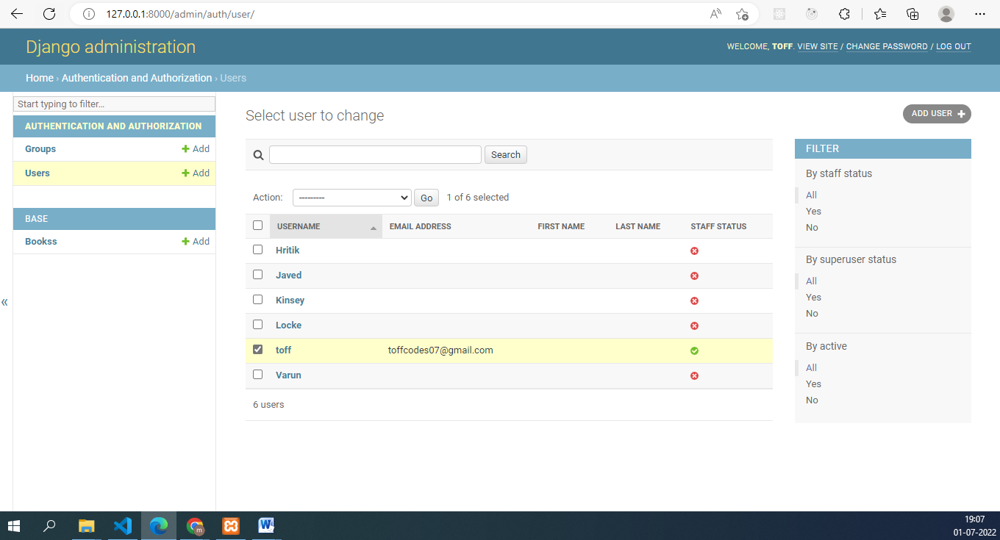 127.0.0.1:8000/admin/auth/user/
Django administration
WELCOME, TOFF. VIEW SITE / CHANGE PASSWORD / LOG OUT
Home › Authentication and Authorization › Users
Start typing to filter...
AUTHENTICATION AND AUTHORIZATION
Groups + Add
Users + Add
BASE
Bookss + Add
«
Select user to change
ADD USER +
Search
Action: --------- Go 1 of 6 selected
USERNAME EMAIL ADDRESS FIRST NAME LAST NAME STAFF STATUS
Hritik
Javed
Kinsey
Locke
toff toffcodes07@gmail.com
Varun
6 users
FILTER
By staff status
All
Yes
No
By superuser status
All
Yes
No
By active
All
Yes
No
19:07
01-07-2022